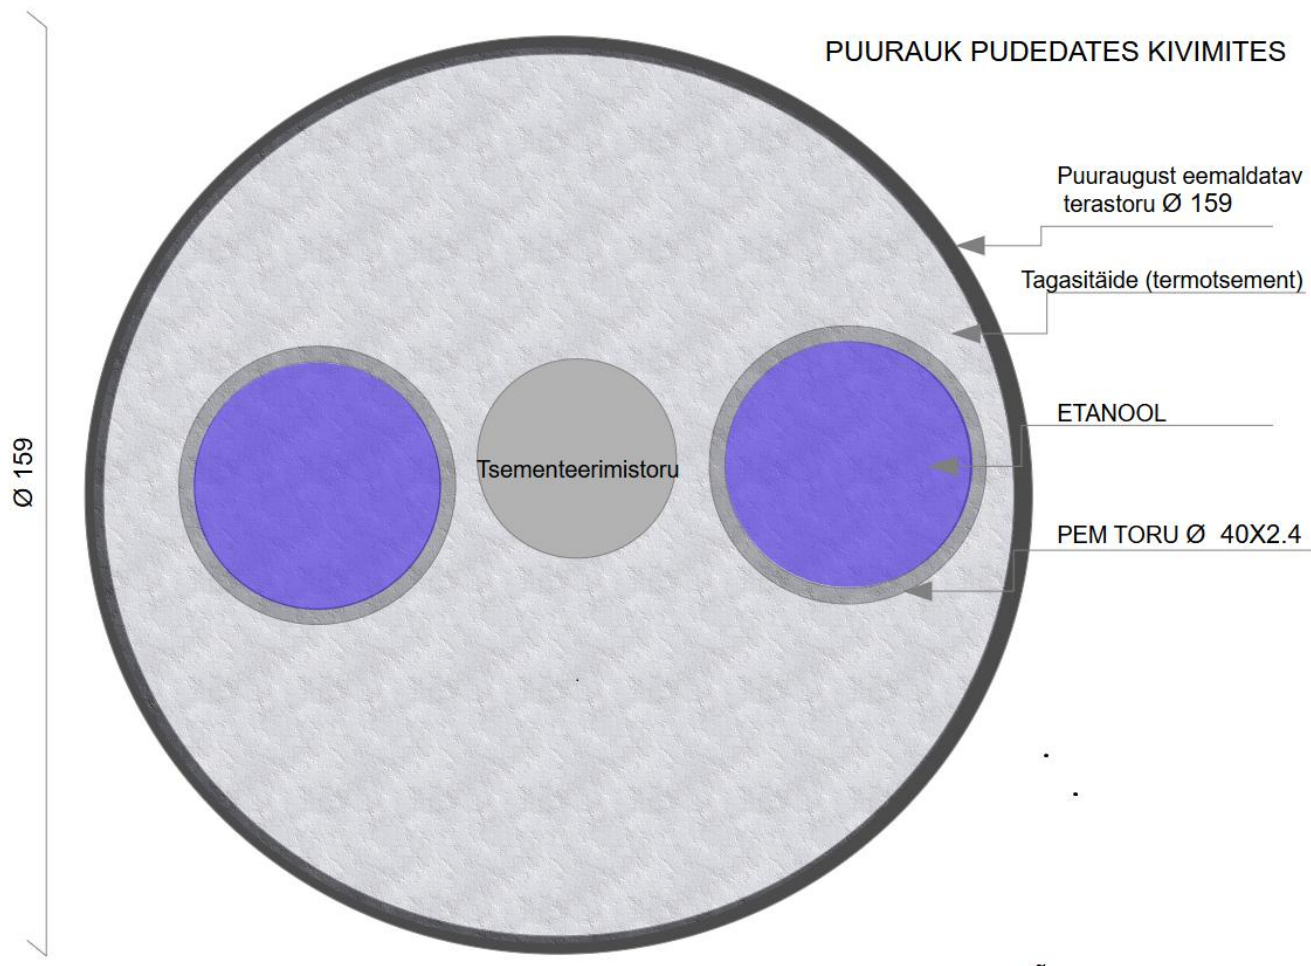 PUURAUK PUDEDATES KIVIMITES
Puuraugust eemaldatav
terastoru Ø 159
Tagasitäide (termotsement)
ETANOOL
Tsementeerimistoru
Ø 159
PEM TORU Ø 40X2.4